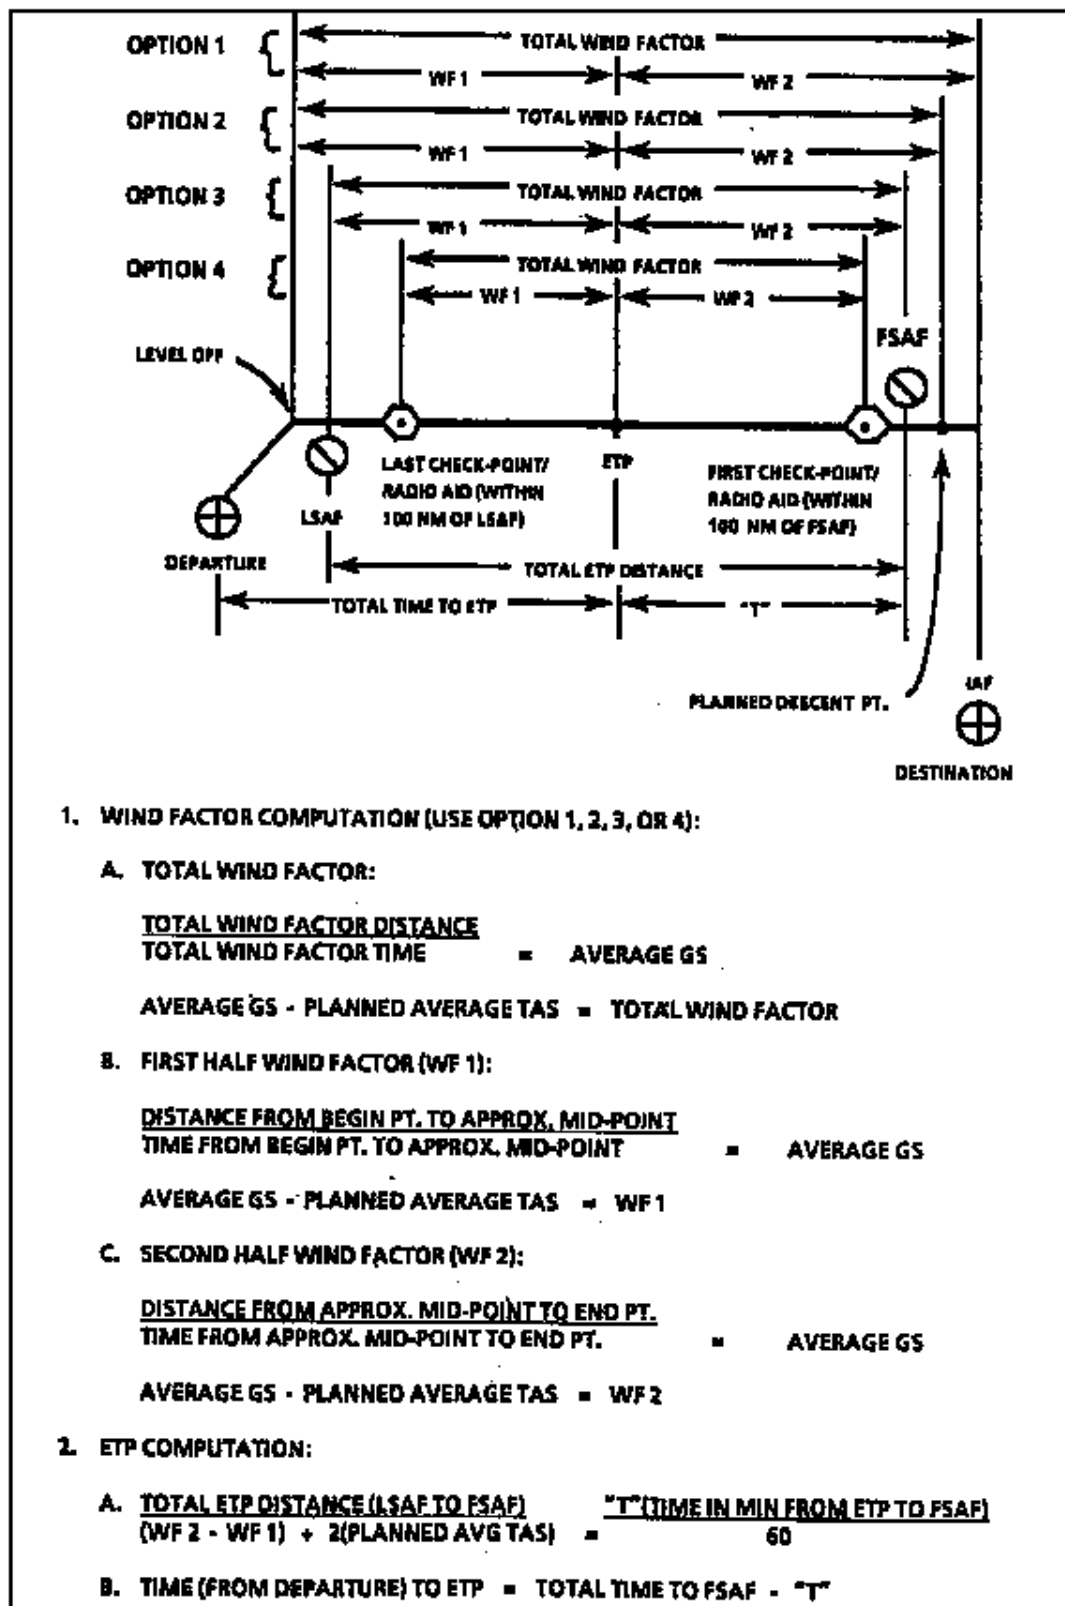 OPTION 1
TOTAL WIND FACTOR
WF 1
WF 2
OPTION 2
TOTAL WIND FACTOR
WF 1
WF 2
OPTION 3
TOTAL WIND FACTOR
WF 1
WF 2
OPTION 4
TOTAL WIND FACTOR
WF 1
WF 2
LEVEL OFF
FSAF
LAST CHECK-POINT/
RADIO AID (WITHIN
100 NM OF LSAF)
ETP
FIRST CHECK-POINT/
RADIO AID (WITHIN
100 NM OF FSAF)
LSAF
DEPARTURE
TOTAL ETP DISTANCE
TOTAL TIME TO ETP
"T"
PLANNED DESCENT PT.
IAF
DESTINATION
1. WIND FACTOR COMPUTATION (USE OPTION 1, 2, 3, OR 4):
A. TOTAL WIND FACTOR:
TOTAL WIND FACTOR DISTANCE
TOTAL WIND FACTOR TIME = AVERAGE GS
AVERAGE GS - PLANNED AVERAGE TAS = TOTAL WIND FACTOR
B. FIRST HALF WIND FACTOR (WF 1):
DISTANCE FROM BEGIN PT. TO APPROX. MID-POINT
TIME FROM BEGIN PT. TO APPROX. MID-POINT = AVERAGE GS
AVERAGE GS - PLANNED AVERAGE TAS = WF 1
C. SECOND HALF WIND FACTOR (WF 2):
DISTANCE FROM APPROX. MID-POINT TO END PT.
TIME FROM APPROX. MID-POINT TO END PT. = AVERAGE GS
AVERAGE GS - PLANNED AVERAGE TAS = WF 2
2. ETP COMPUTATION:
A. TOTAL ETP DISTANCE (LSAF TO FSAF) "T" (TIME IN MIN FROM ETP TO FSAF)
(WF 2 - WF 1) + 2(PLANNED AVG TAS) = 60
B. TIME (FROM DEPARTURE) TO ETP = TOTAL TIME TO FSAF - "T"